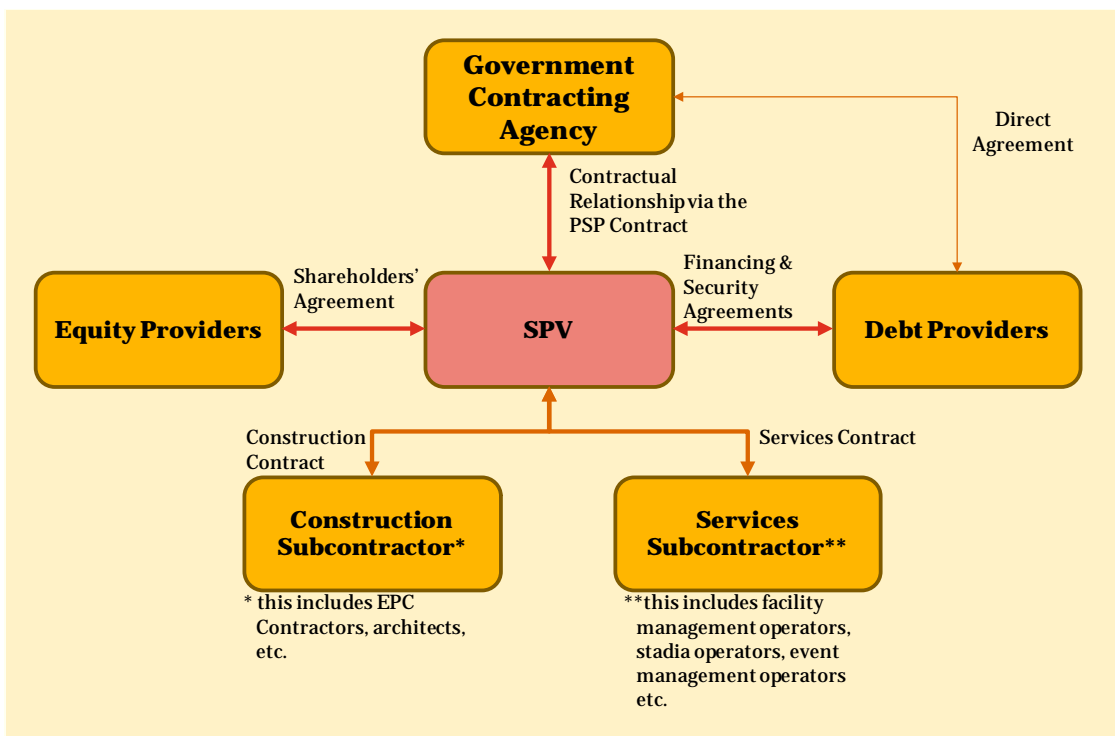 Government
Contracting
Agency
Direct
Agreement
Contractual
Relationship via the
PSP Contract
Shareholders’
Agreement
Financing &
Security
Agreements
Equity Providers
SPV
Debt Providers
Construction
Contract
Services Contract
Construction
Subcontractor*
Services
Subcontractor**
* this includes EPC
Contractors, architects,
etc.
**this includes facility
management operators,
stadia operators, event
management operators
etc.